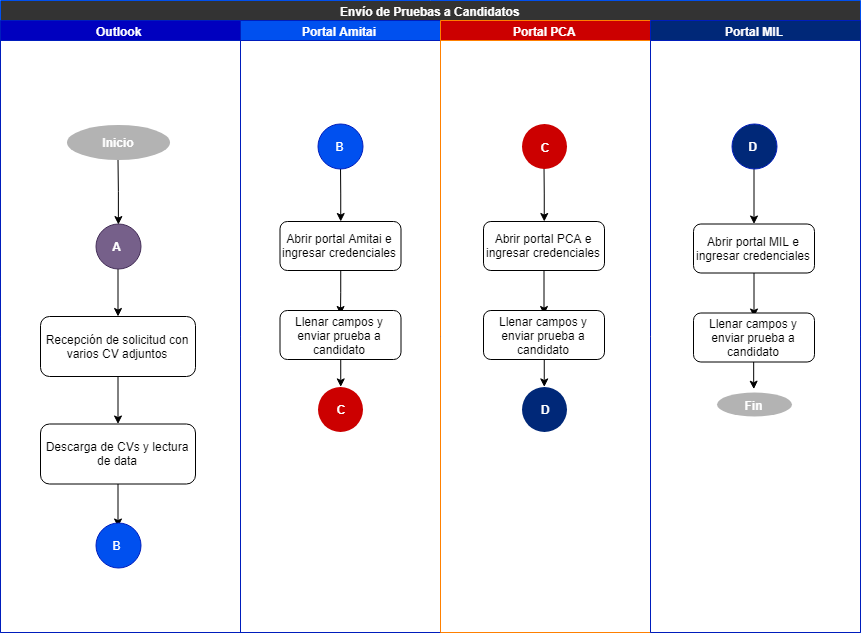 Envío de Pruebas a Candidatos
Outlook
Portal Amitai
Portal PCA
Portal MIL
Inicio
A
Recepción de solicitud con
varios CV adjuntos
Descarga de CVs y lectura
de data
B
B
Abrir portal Amitai e
ingresar credenciales
Llenar campos y
enviar prueba a
candidato
C
C
Abrir portal PCA e
ingresar credenciales
Llenar campos y
enviar prueba a
candidato
D
D
Abrir portal MIL e
ingresar credenciales
Llenar campos y
enviar prueba a
candidato
Fin